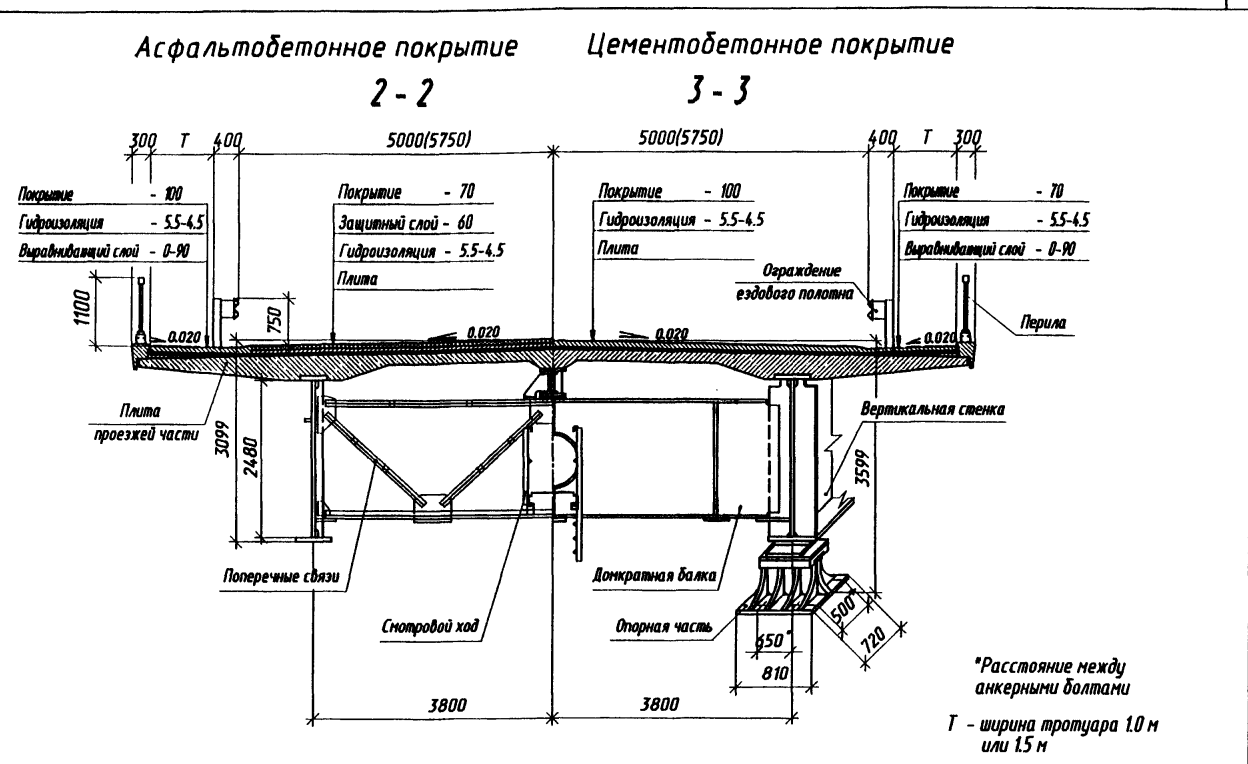 Асфальтобетонное покрытие
2 - 2
Цементобетонное покрытие
3 - 3
300 Т 400 5000(5750) 5000(5750) 400 Т 300
Покрытие - 100
Гидроизоляция - 5.5-4.5
Выравнивающий слой - 0-90
Покрытие - 70
Защитный слой - 60
Гидроизоляция - 5.5-4.5
Плита
Покрытие - 100
Гидроизоляция - 5.5-4.5
Плита
Покрытие - 70
Гидроизоляция - 5.5-4.5
Выравнивающий слой - 0-90
Ограждение
ездового полотна
Перила
1100
750
0.020
0.020
0.020
0.020
Плита
проезжей части
3099
2480
Вертикальная стенка
3599
Поперечные связи
Смотровой ход
Домкратная балка
Опорная часть
650*
810
500*
720
3800
3800
*Расстояние между
анкерными болтами
Т - ширина тротуара 1.0 м
или 1.5 м